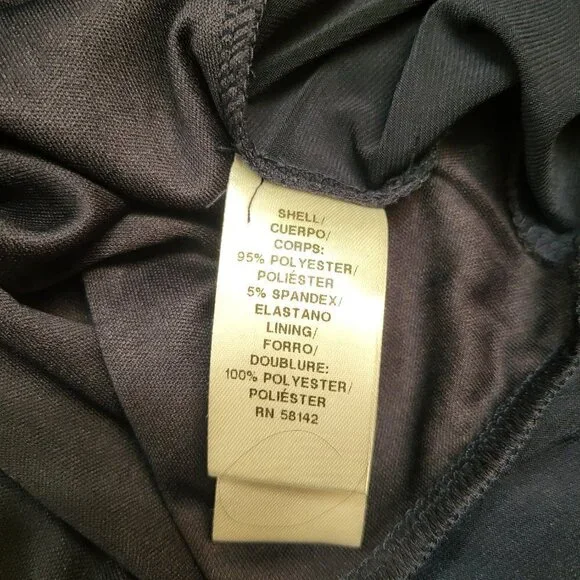 SHELL/
CUERPO/
CORPS:
95% POLYESTER/
POLIÉSTER
5% SPANDEX/
ELASTANO
LINING/
FORRO/
DOUBLURE:
100% POLYESTER/
POLIÉSTER
RN 58142